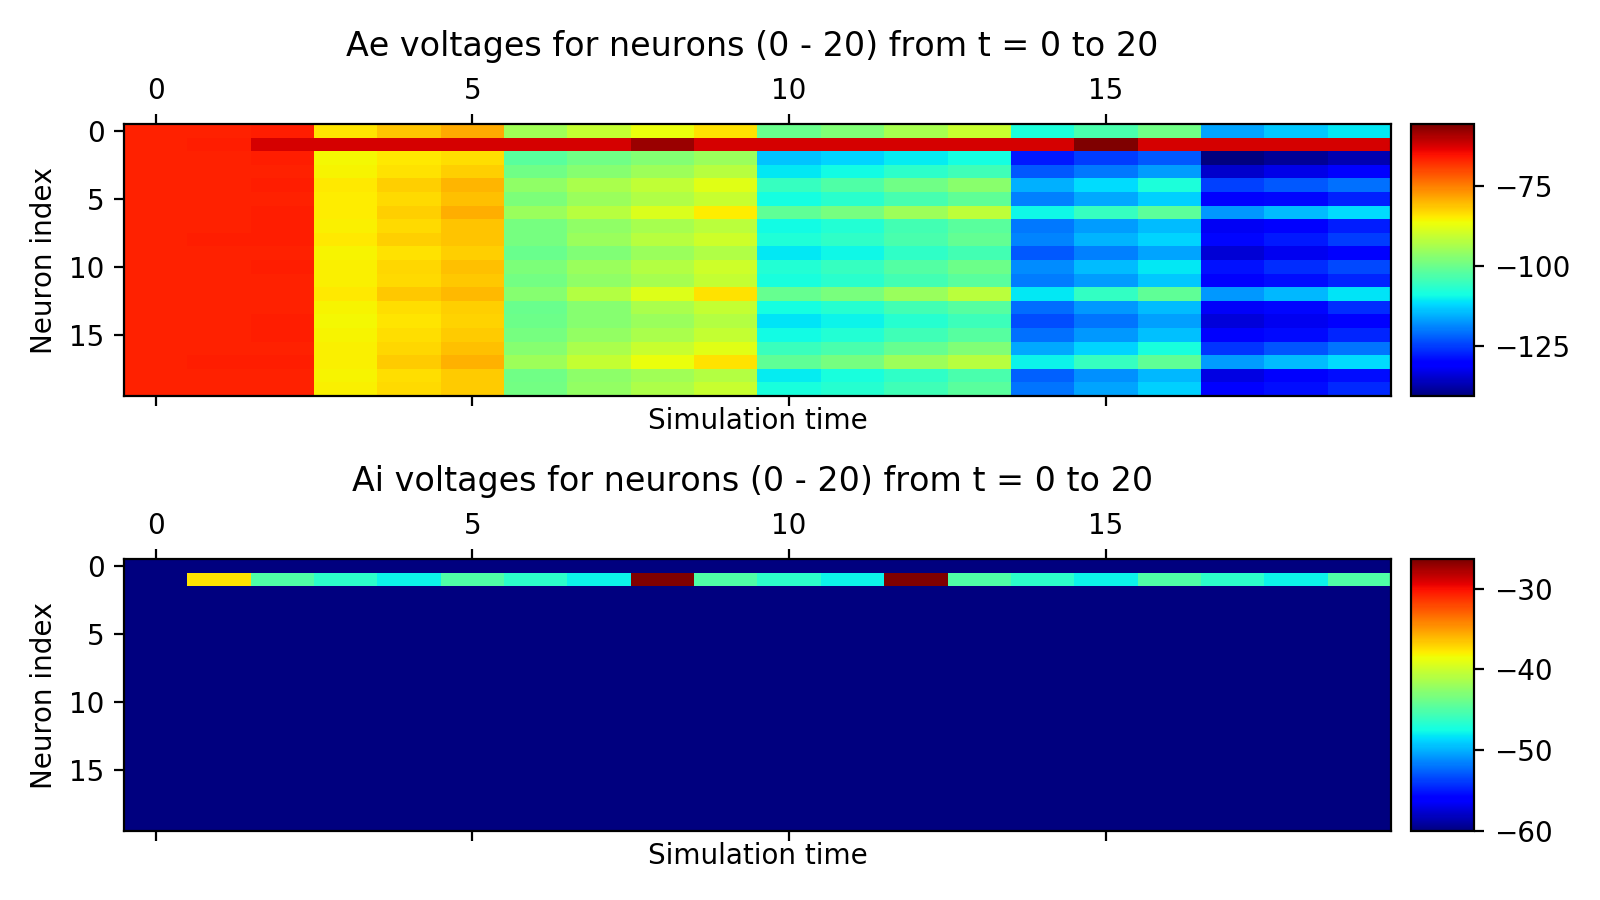 Ae voltages for neurons (0 - 20) from t = 0 to 20
0 5 10 15
0
5
10
15
Neuron index
Simulation time
−75
−100
−125
Ai voltages for neurons (0 - 20) from t = 0 to 20
0 5 10 15
0
5
10
15
Neuron index
Simulation time
−30
−40
−50
−60